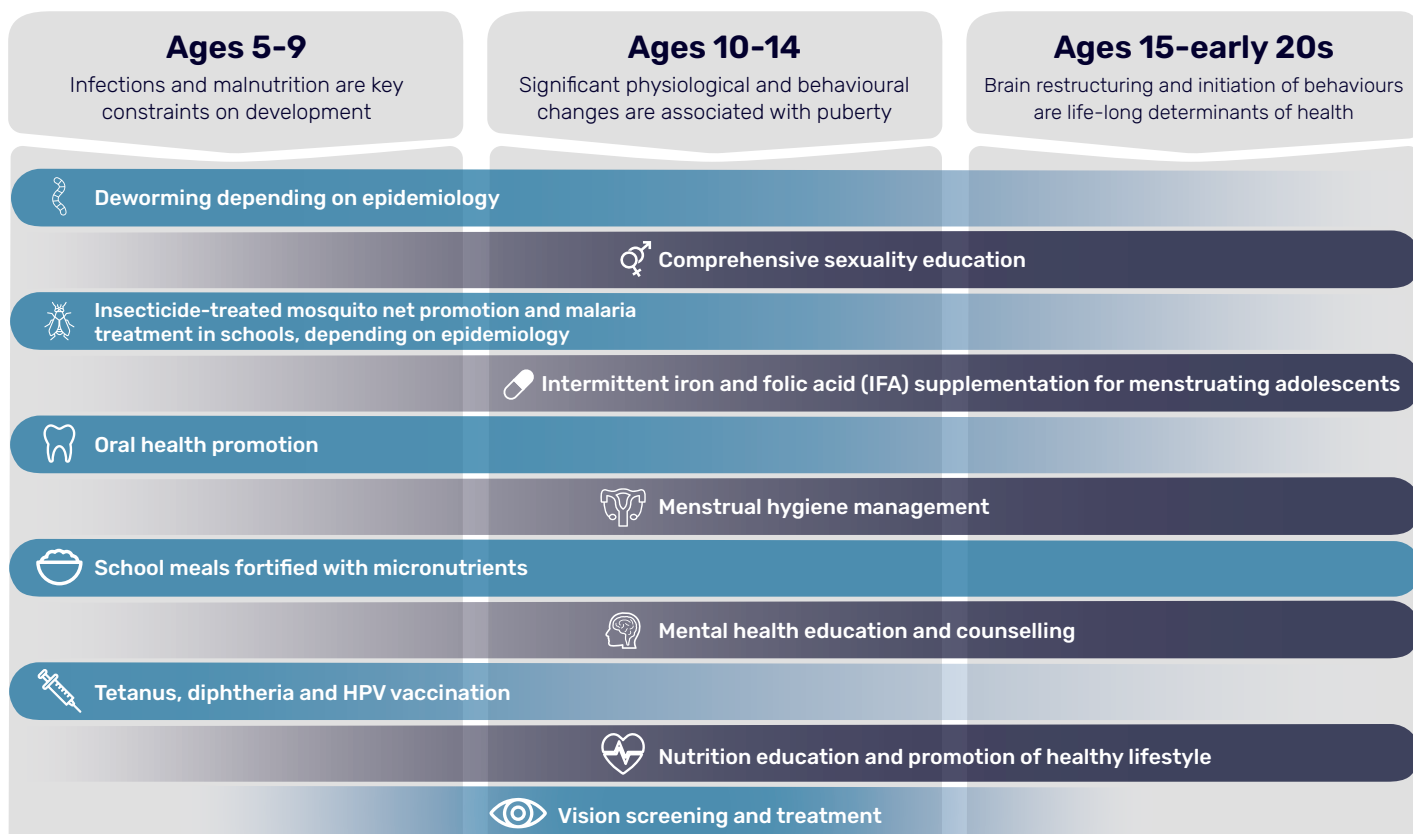 Ages 5-9
Infections and malnutrition are key
constraints on development
Ages 10-14
Significant physiological and behavioural
changes are associated with puberty
Ages 15-early 20s
Brain restructuring and initiation of behaviours
are life-long determinants of health
Deworming depending on epidemiology
Comprehensive sexuality education
Insecticide-treated mosquito net promotion and malaria
treatment in schools, depending on epidemiology
Intermittent iron and folic acid (IFA) supplementation for menstruating adolescents
Oral health promotion
Menstrual hygiene management
School meals fortified with micronutrients
Mental health education and counselling
Tetanus, diphtheria and HPV vaccination
Nutrition education and promotion of healthy lifestyle
Vision screening and treatment